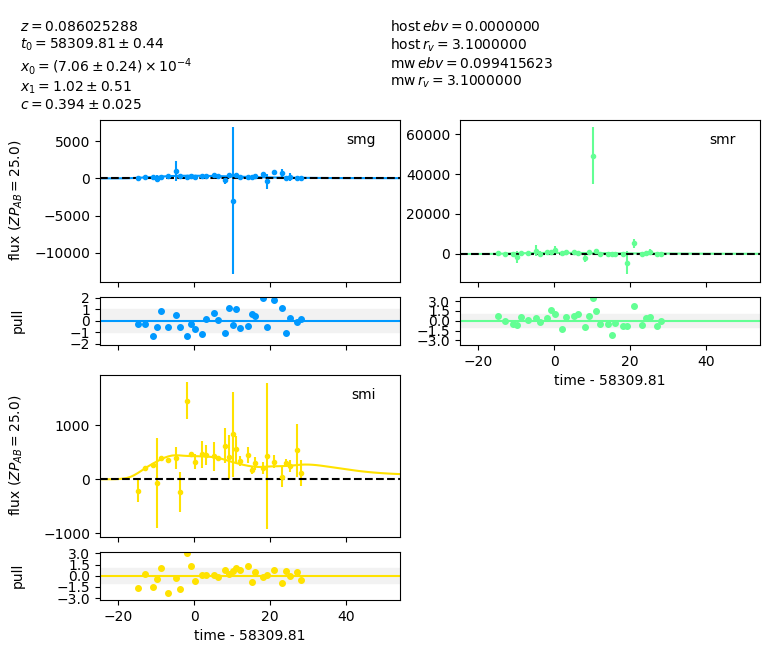 z = 0.086025288
t₀ = 58309.81 ± 0.44
x₀ = (7.06 ± 0.24) × 10⁻⁴
x₁ = 1.02 ± 0.51
c = 0.394 ± 0.025
host ebv = 0.0000000
host r_v = 3.1000000
mw ebv = 0.099415623
mw r_v = 3.1000000
smg
flux (ZP_AB = 25.0)
5000
0
−5000
−10000
pull
2
1
0
−1
−2
smr
60000
40000
20000
0
3.0
1.5
0.0
−1.5
−3.0
−20
0
20
40
time - 58309.81
smi
flux (ZP_AB = 25.0)
1000
0
−1000
pull
3.0
1.5
0.0
−1.5
−3.0
−20
0
20
40
time - 58309.81